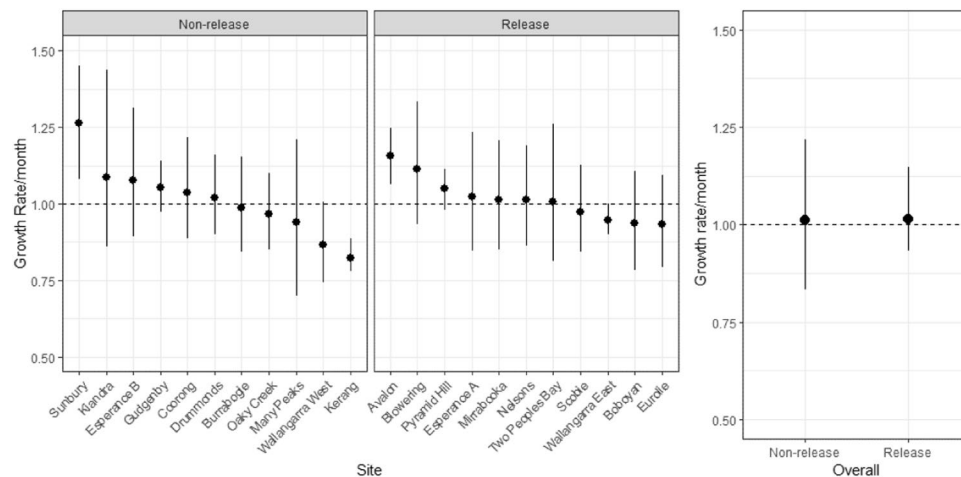 Non-release
Release
1.50
1.25
1.00
0.75
0.50
Growth Rate/month
Sunbury
Kiandra
Esperance B
Gudgenby
Coorong
Drummonds
Burrabogie
Oaky Creek
Many Peaks
Wallangarra West
Kerang
Avalon
Blowering
Pyramid Hill
Esperance A
Mirrabooka
Nelsons
Two Peoples Bay
Scobie
Wallangarra East
Boboyan
Euroa
Site
1.50
1.25
1.00
0.75
0.50
Growth rate/month
Non-release
Release
Overall